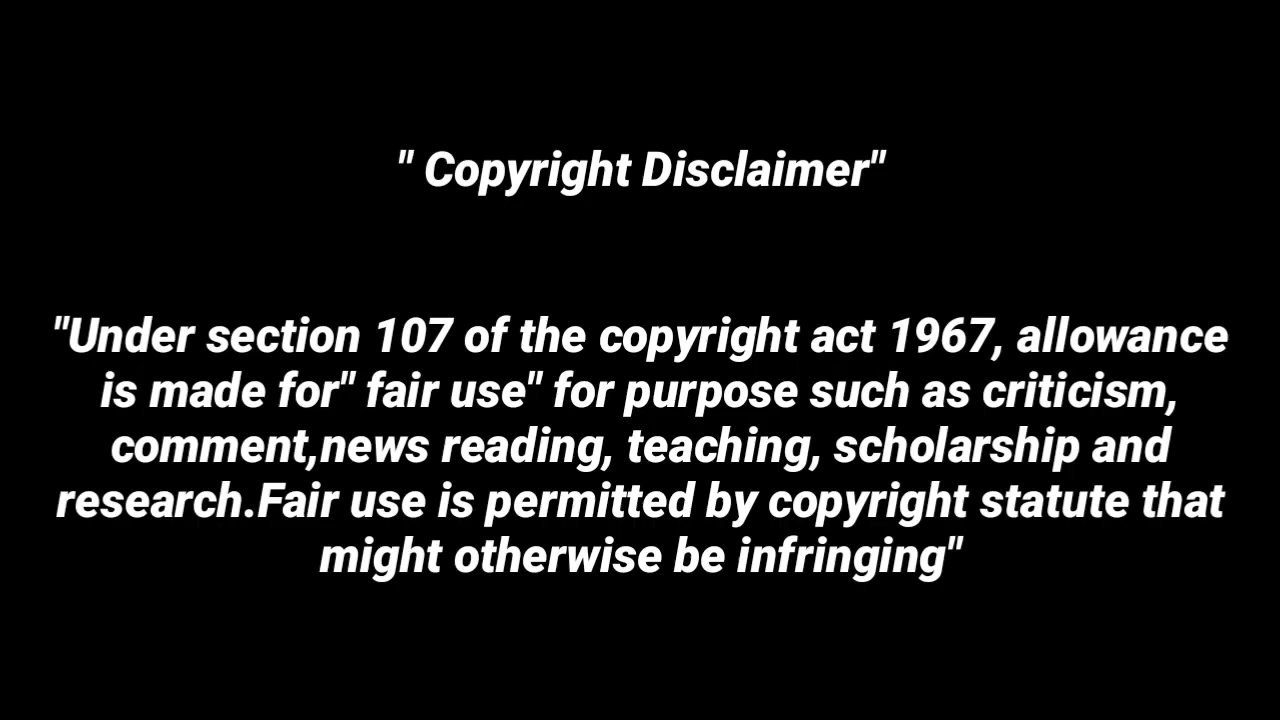 " Copyright Disclaimer"
"Under section 107 of the copyright act 1967, allowance
is made for" fair use" for purpose such as criticism,
comment,news reading, teaching, scholarship and
research.Fair use is permitted by copyright statute that
might otherwise be infringing"